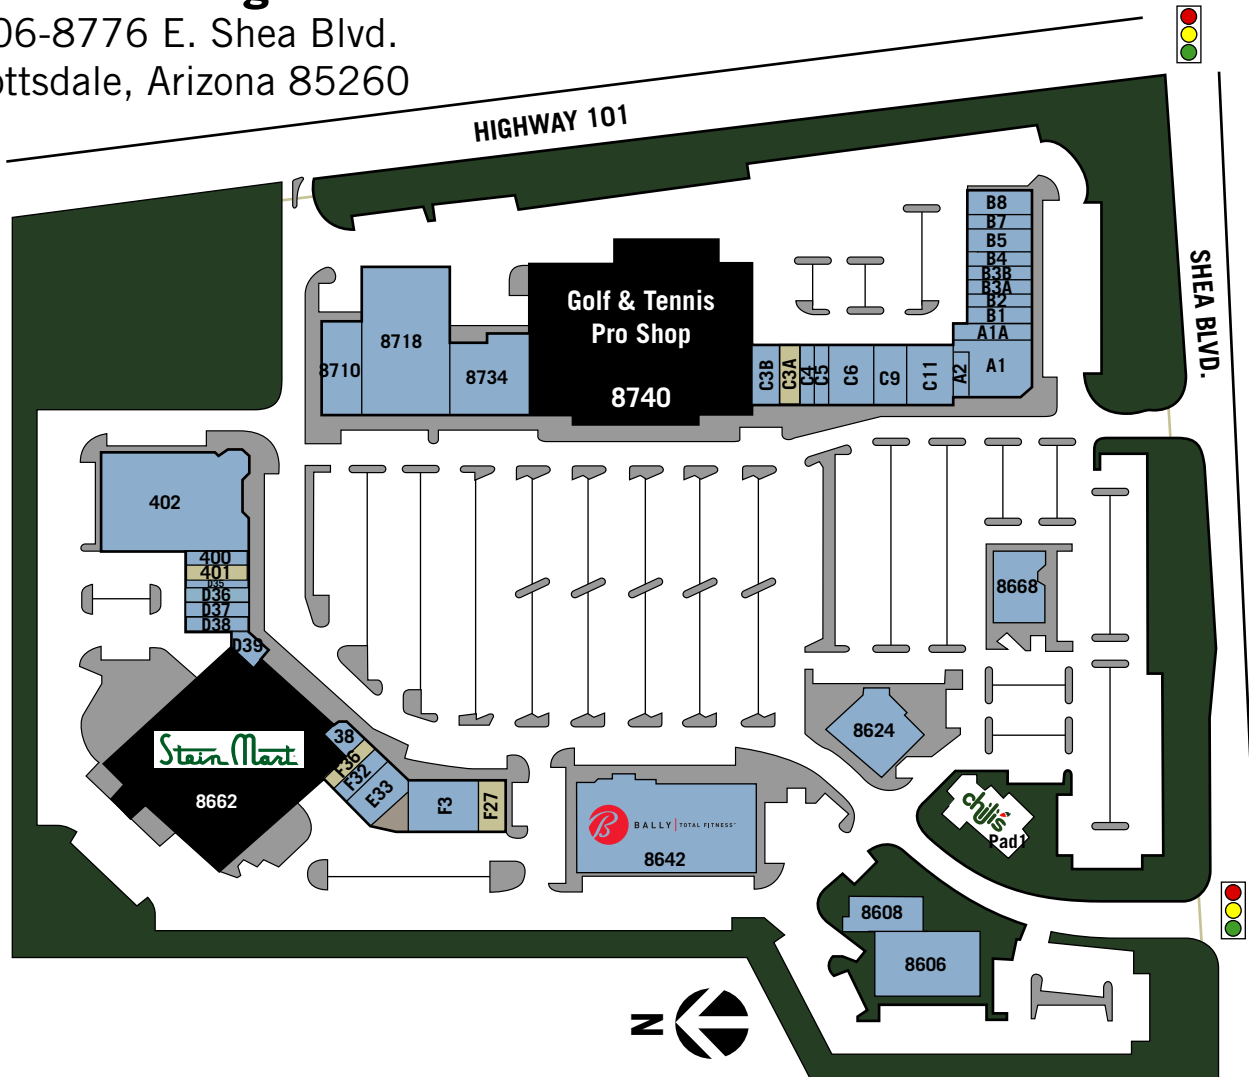 06-8776 E. Shea Blvd.
ottsdale, Arizona 85260
HIGHWAY 101
SHEA BLVD.
B8
B7
B5
B4
B3B
B3A
B2
B1
A1A
A1
A2
Golf & Tennis
Pro Shop
8740
8710
8718
8734
C3B
C3A
C4
C5
C6
C9
C11
402
400
401
D35
D36
D37
D38
D39
Stein Mart
8662
38
F36
F32
E33
F3
F27
BALLY TOTAL FITNESS
8642
8668
8624
chili's
Pad1
8608
8606
N